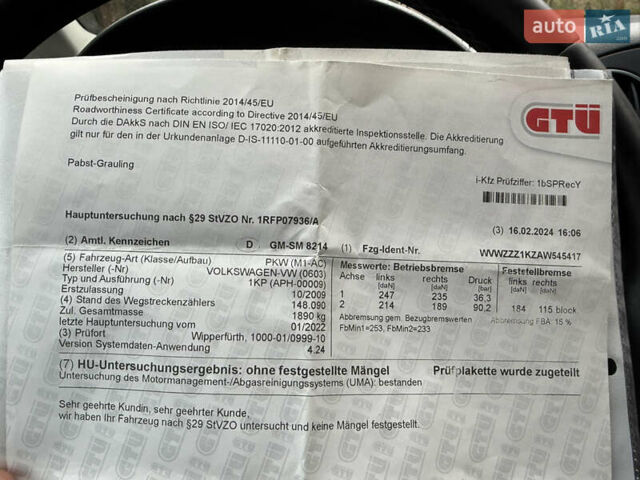 auto RIA.com
Prüfbescheinigung nach Richtlinie 2014/45/EU
Roadworthiness Certificate according to Directive 2014/45/EU
Durch die DAkkS nach DIN EN ISO/ IEC 17020:2012 akkreditierte Inspektionsstelle. Die Akkreditierung
gilt nur für den in der Urkundenanlage D-IS-11110-01-00 aufgeführten Akkreditierungsumfang.
GTÜ
Pabst-Grauling
i-Kfz Prüfziffer: 1bSPRecY
Hauptuntersuchung nach §29 StVZO Nr. 1RFP07936/A
(3) 16.02.2024 16:06
(2) Amtl. Kennzeichen D GM-SM 8214
(1) Fzg-Ident-Nr. WVWZZZ1KZAW545417
(5) Fahrzeug-Art (Klasse/Aufbau) PKW (M1-AC)
Hersteller (-Nr) VOLKSWAGEN-VW (0603)
Typ und Ausführung (-Nr) 1KP (APH-00009)
Erstzulassung 10/2009
(4) Stand des Wegstreckenzählers 148.090
Zul. Gesamtmasse 1890 kg
letzte Hauptuntersuchung vom 01/2022
(3) Prüfort Wipperfürth, 1000-01/0999-10
Version Systemdaten-Anwendung 4.24
Messwerte: Betriebsbremse Feststellbremse
Achse links rechts Druck links rechts
[daN] [daN] [bar] [daN] [daN]
1 247 235 36,3
2 214 189 90,2 184 115 block
Abbremsung gem. Bezugbremswerten Abbremsung FBA: 15 %
FbMin1=253, FbMin2=233
(7) HU-Untersuchungsergebnis: ohne festgestellte Mängel Prüfplakette wurde zugeteilt
Untersuchung des Motormanagement-/Abgasreinigungssystems (UMA): bestanden
Sehr geehrte Kundin, sehr geehrter Kunde,
wir haben Ihr Fahrzeug nach §29 StVZO untersucht und keine Mängel festgestellt.